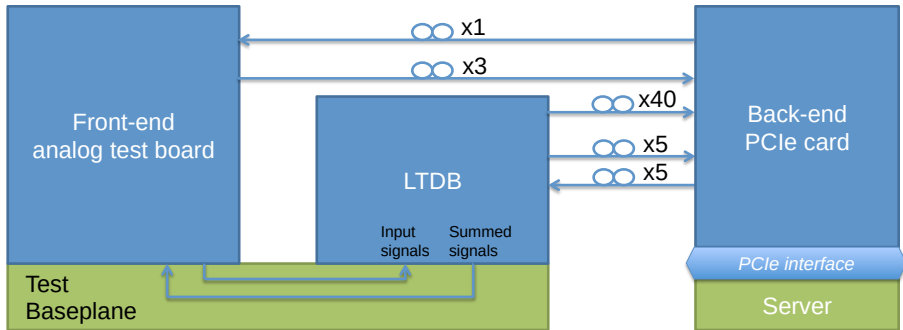 x1
x3
x40
x5
x5
Front-end
analog test board
LTDB
Back-end
PCIe card
Input
signals
Summed
signals
PCIe interface
Test
Baseplane
Server